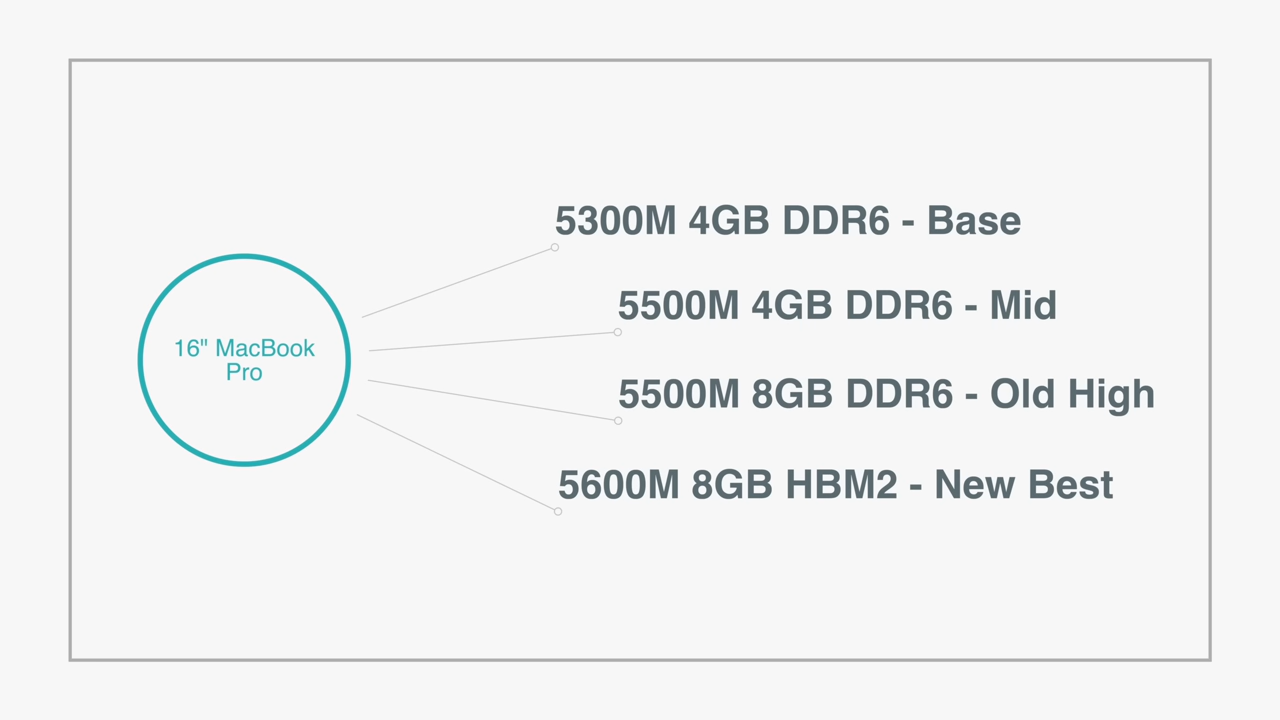 16" MacBook
Pro
5300M 4GB DDR6 - Base
5500M 4GB DDR6 - Mid
5500M 8GB DDR6 - Old High
5600M 8GB HBM2 - New Best